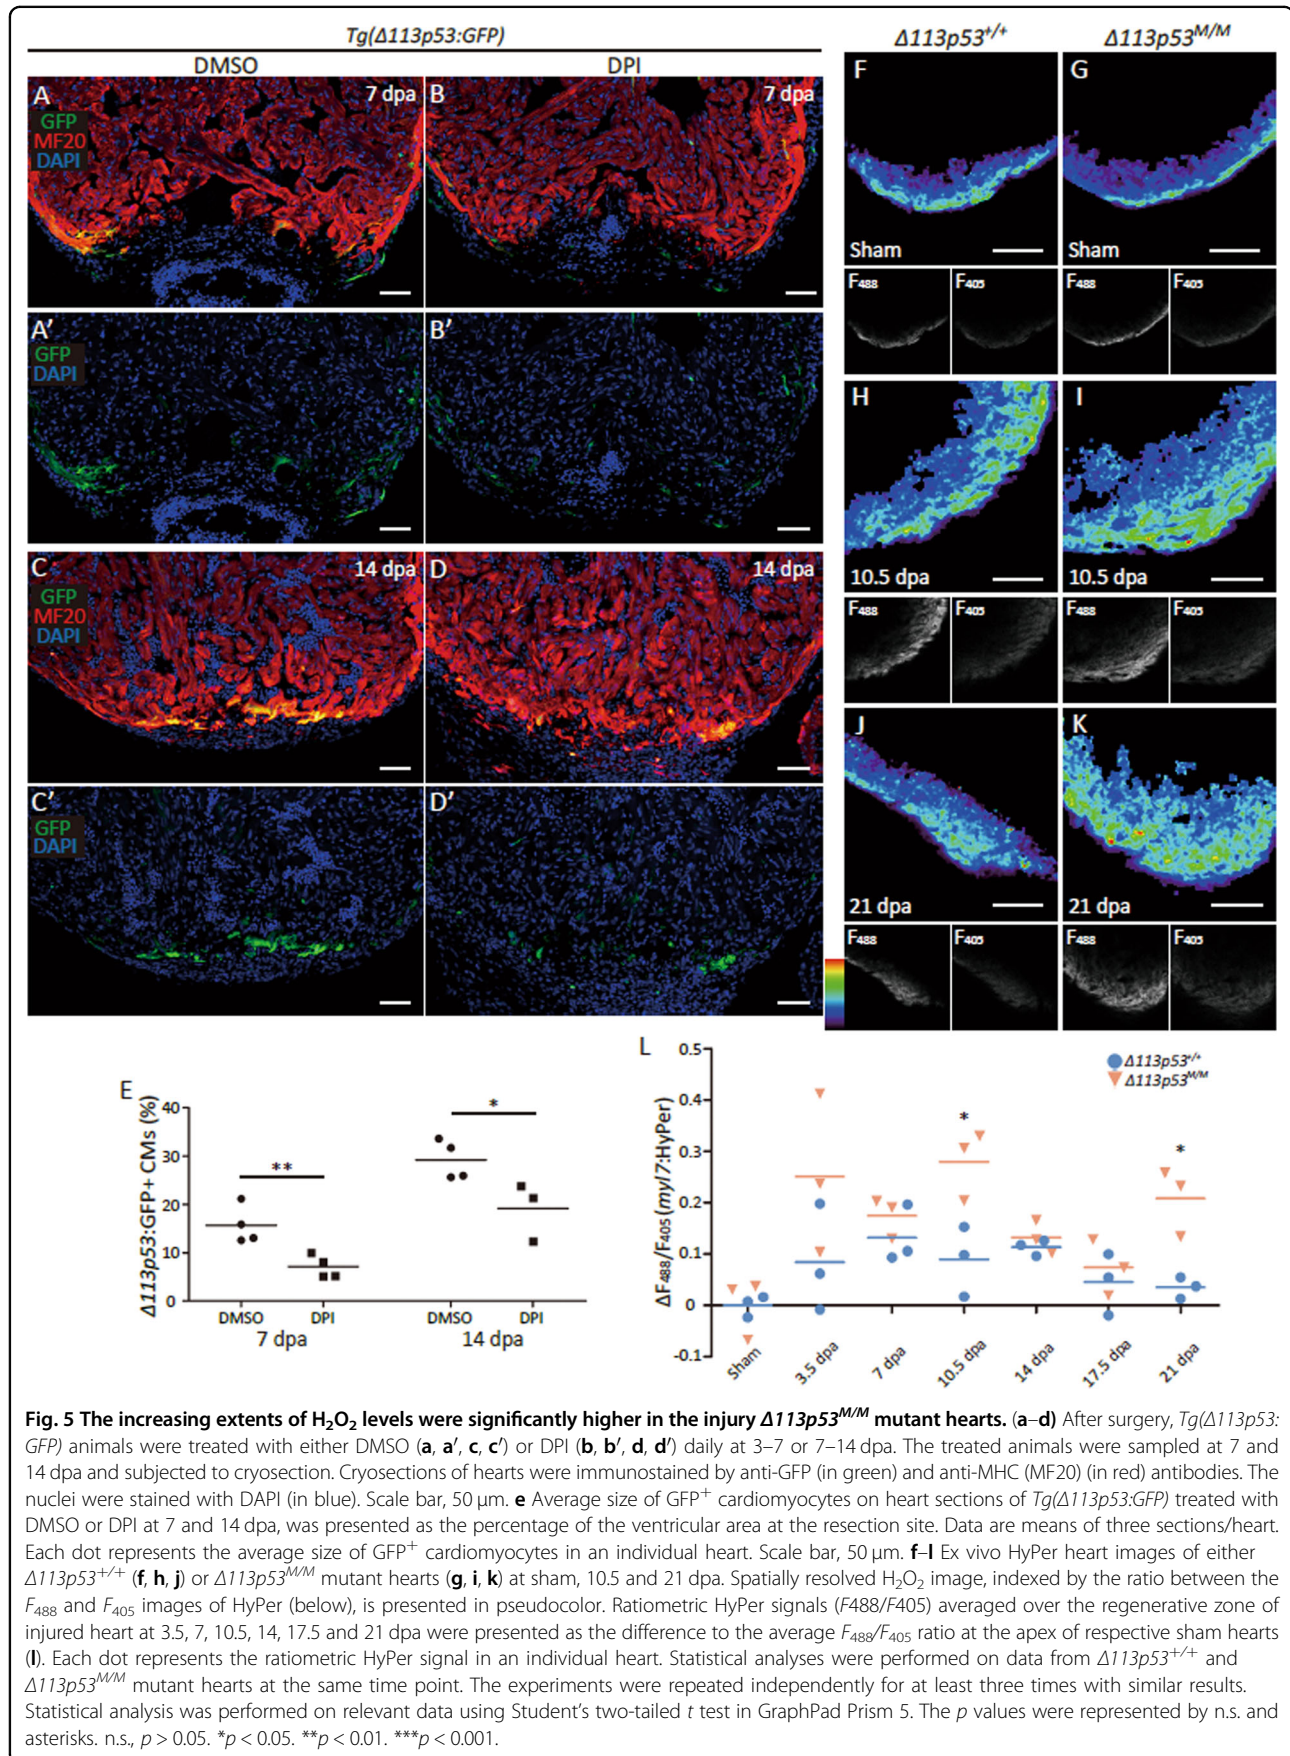 Tg(Δ113p53:GFP)
DMSO
DPI
Δ113p53+/+
Δ113p53M/M
A
7 dpa
GFP
MF20
DAPI
B
7 dpa
A′
GFP
DAPI
B′
C
14 dpa
GFP
MF20
DAPI
D
14 dpa
C′
GFP
DAPI
D′
F
Sham
G
Sham
F488
F405
F488
F405
H
10.5 dpa
I
10.5 dpa
F488
F405
F488
F405
J
21 dpa
K
21 dpa
F488
F405
F488
F405
E
Δ113p53:GFP+ CMs (%)
40
30
20
10
0
**
*
DMSO
DPI
DMSO
DPI
7 dpa
14 dpa
L
ΔF488/F405 (myl7:HyPer)
0.5
0.4
0.3
0.2
0.1
0
-0.1
Δ113p53+/+
Δ113p53M/M
*
*
Sham
3.5 dpa
7 dpa
10.5 dpa
14 dpa
17.5 dpa
21 dpa
Fig. 5 The increasing extents of H2O2 levels were significantly higher in the injury Δ113p53M/M mutant hearts. (a–d) After surgery, Tg(Δ113p53:
GFP) animals were treated with either DMSO (a, a′, c, c′) or DPI (b, b′, d, d′) daily at 3–7 or 7–14 dpa. The treated animals were sampled at 7 and
14 dpa and subjected to cryosection. Cryosections of hearts were immunostained by anti-GFP (in green) and anti-MHC (MF20) (in red) antibodies. The
nuclei were stained with DAPI (in blue). Scale bar, 50 μm. e Average size of GFP+ cardiomyocytes on heart sections of Tg(Δ113p53:GFP) treated with
DMSO or DPI at 7 and 14 dpa, was presented as the percentage of the ventricular area at the resection site. Data are means of three sections/heart.
Each dot represents the average size of GFP+ cardiomyocytes in an individual heart. Scale bar, 50 μm. f–l Ex vivo HyPer heart images of either
Δ113p53+/+ (f, h, j) or Δ113p53M/M mutant hearts (g, i, k) at sham, 10.5 and 21 dpa. Spatially resolved H2O2 image, indexed by the ratio between the
F488 and F405 images of HyPer (below), is presented in pseudocolor. Ratiometric HyPer signals (F488/F405) averaged over the regenerative zone of
injured heart at 3.5, 7, 10.5, 14, 17.5 and 21 dpa were presented as the difference to the average F488/F405 ratio at the apex of respective sham hearts
(l). Each dot represents the ratiometric HyPer signal in an individual heart. Statistical analyses were performed on data from Δ113p53+/+ and
Δ113p53M/M mutant hearts at the same time point. The experiments were repeated independently for at least three times with similar results.
Statistical analysis was performed on relevant data using Student's two-tailed t test in GraphPad Prism 5. The p values were represented by n.s. and
asterisks. n.s., p > 0.05. *p < 0.05. **p < 0.01. ***p < 0.001.